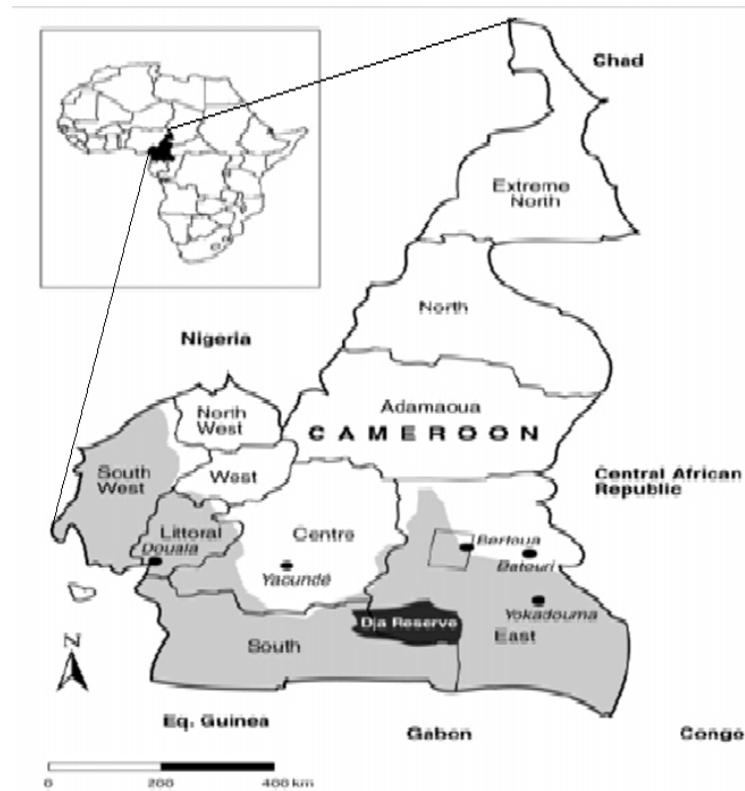 Chad
Extreme
North
North
Nigeria
Adamaoua
North
West
CAMEROON
West
South
West
Central African
Republic
Littoral
Centre
Bertoua
Douala
Batouri
Yaoundé
Yokadouma
Dja Reserve
East
South
N
Eq. Guinea
Gabon
Congo
0 200 400 km